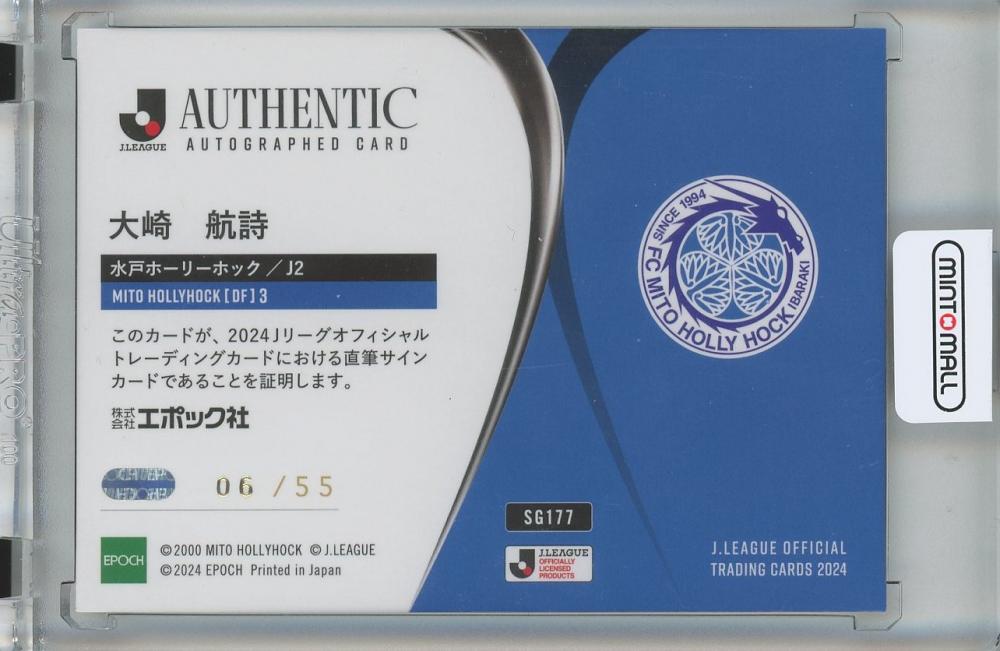 J.LEAGUE
AUTHENTIC
AUTOGRAPHED CARD
大崎 航詩
水戸ホーリーホック/J2
MITO HOLLYHOCK [DF] 3
このカードが、2024Jリーグオフィシャル
トレーディングカードにおける直筆サイン
カードであることを証明します。
株式会社 エポック社
06 /55
EPOCH
©2000 MITO HOLLYHOCK ©J.LEAGUE
©2024 EPOCH Printed in Japan
SINCE 1994
FC MITO HOLLY HOCK IBARAKI
SG177
J.LEAGUE
OFFICIALLY
LICENSED
PRODUCTS
J.LEAGUE OFFICIAL
TRADING CARDS 2024
MINT MALL
100